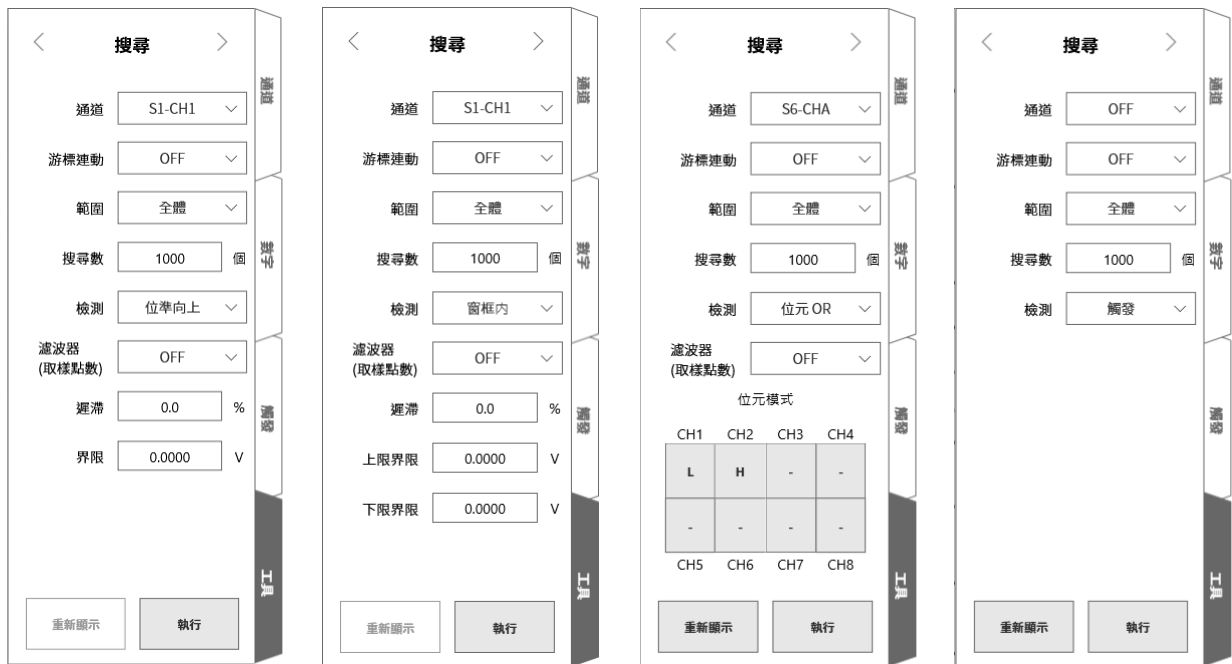 搜尋
通道 S1-CH1
游標連動 OFF
範圍 全體
搜尋數 1000 個
檢測 位準向上
濾波器
(取樣點數) OFF
遲滯 0.0 %
界限 0.0000 V
重新顯示 執行
通道
數字
觸發
工具
搜尋
通道 S1-CH1
游標連動 OFF
範圍 全體
搜尋數 1000 個
檢測 窗框內
濾波器
(取樣點數) OFF
遲滯 0.0 %
上限界限 0.0000 V
下限界限 0.0000 V
重新顯示 執行
通道
數字
觸發
工具
搜尋
通道 S6-CHA
游標連動 OFF
範圍 全體
搜尋數 1000 個
檢測 位元 OR
濾波器
(取樣點數) OFF
位元模式
CH1 CH2 CH3 CH4
L H - -
- - - -
CH5 CH6 CH7 CH8
重新顯示 執行
通道
數字
觸發
工具
搜尋
通道 OFF
游標連動 OFF
範圍 全體
搜尋數 1000 個
檢測 觸發
重新顯示 執行
通道
數字
觸發
工具